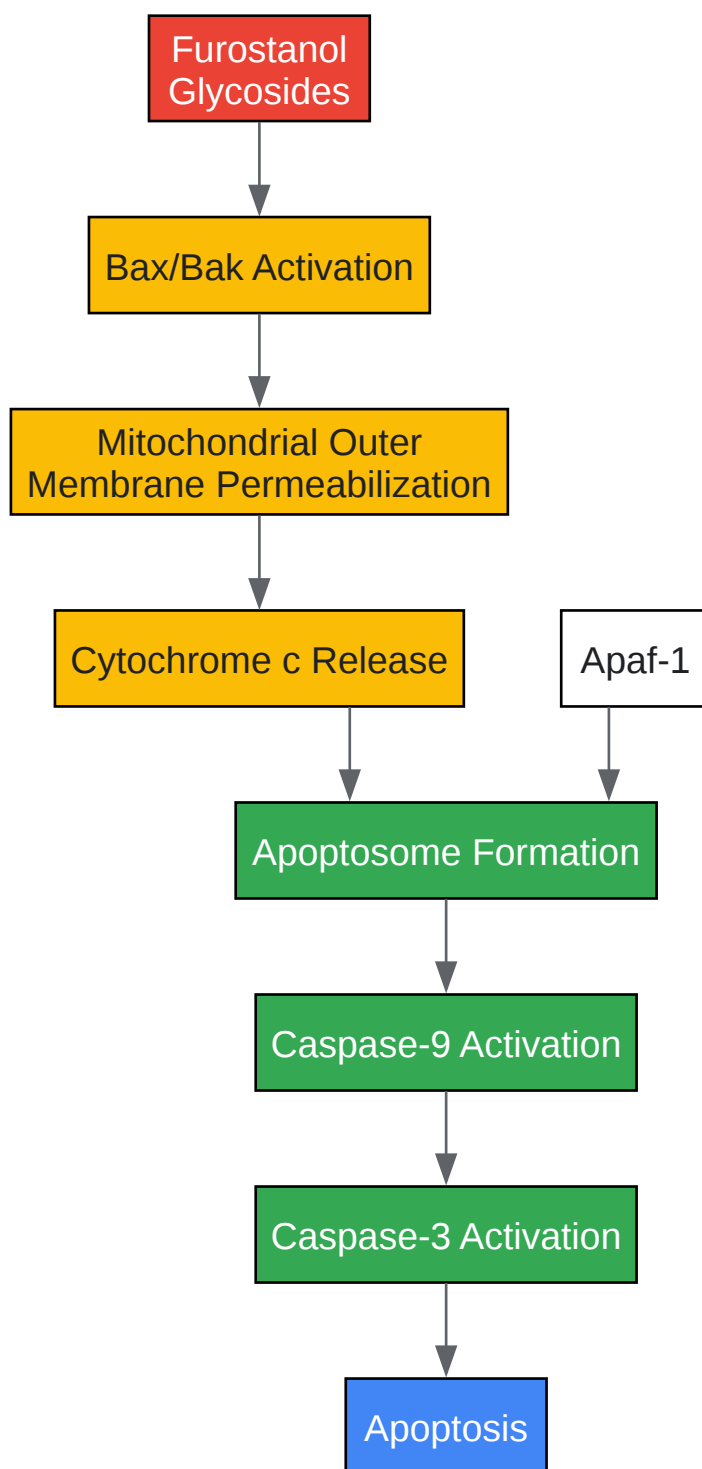 Furostanol
Glycosides
Bax/Bak Activation
Mitochondrial Outer
Membrane Permeabilization
Cytochrome c Release
Apaf-1
Apoptosome Formation
Caspase-9 Activation
Caspase-3 Activation
Apoptosis